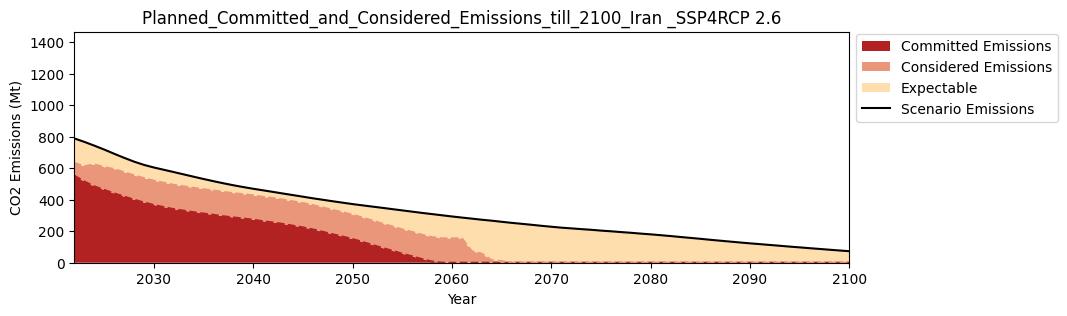 Planned_Committed_and_Considered_Emissions_till_2100_Iran _SSP4RCP 2.6
CO2 Emissions (Mt)
1400
1200
1000
800
600
400
200
0
2030 2040 2050 2060 2070 2080 2090 2100
Year
Committed Emissions
Considered Emissions
Expectable
Scenario Emissions